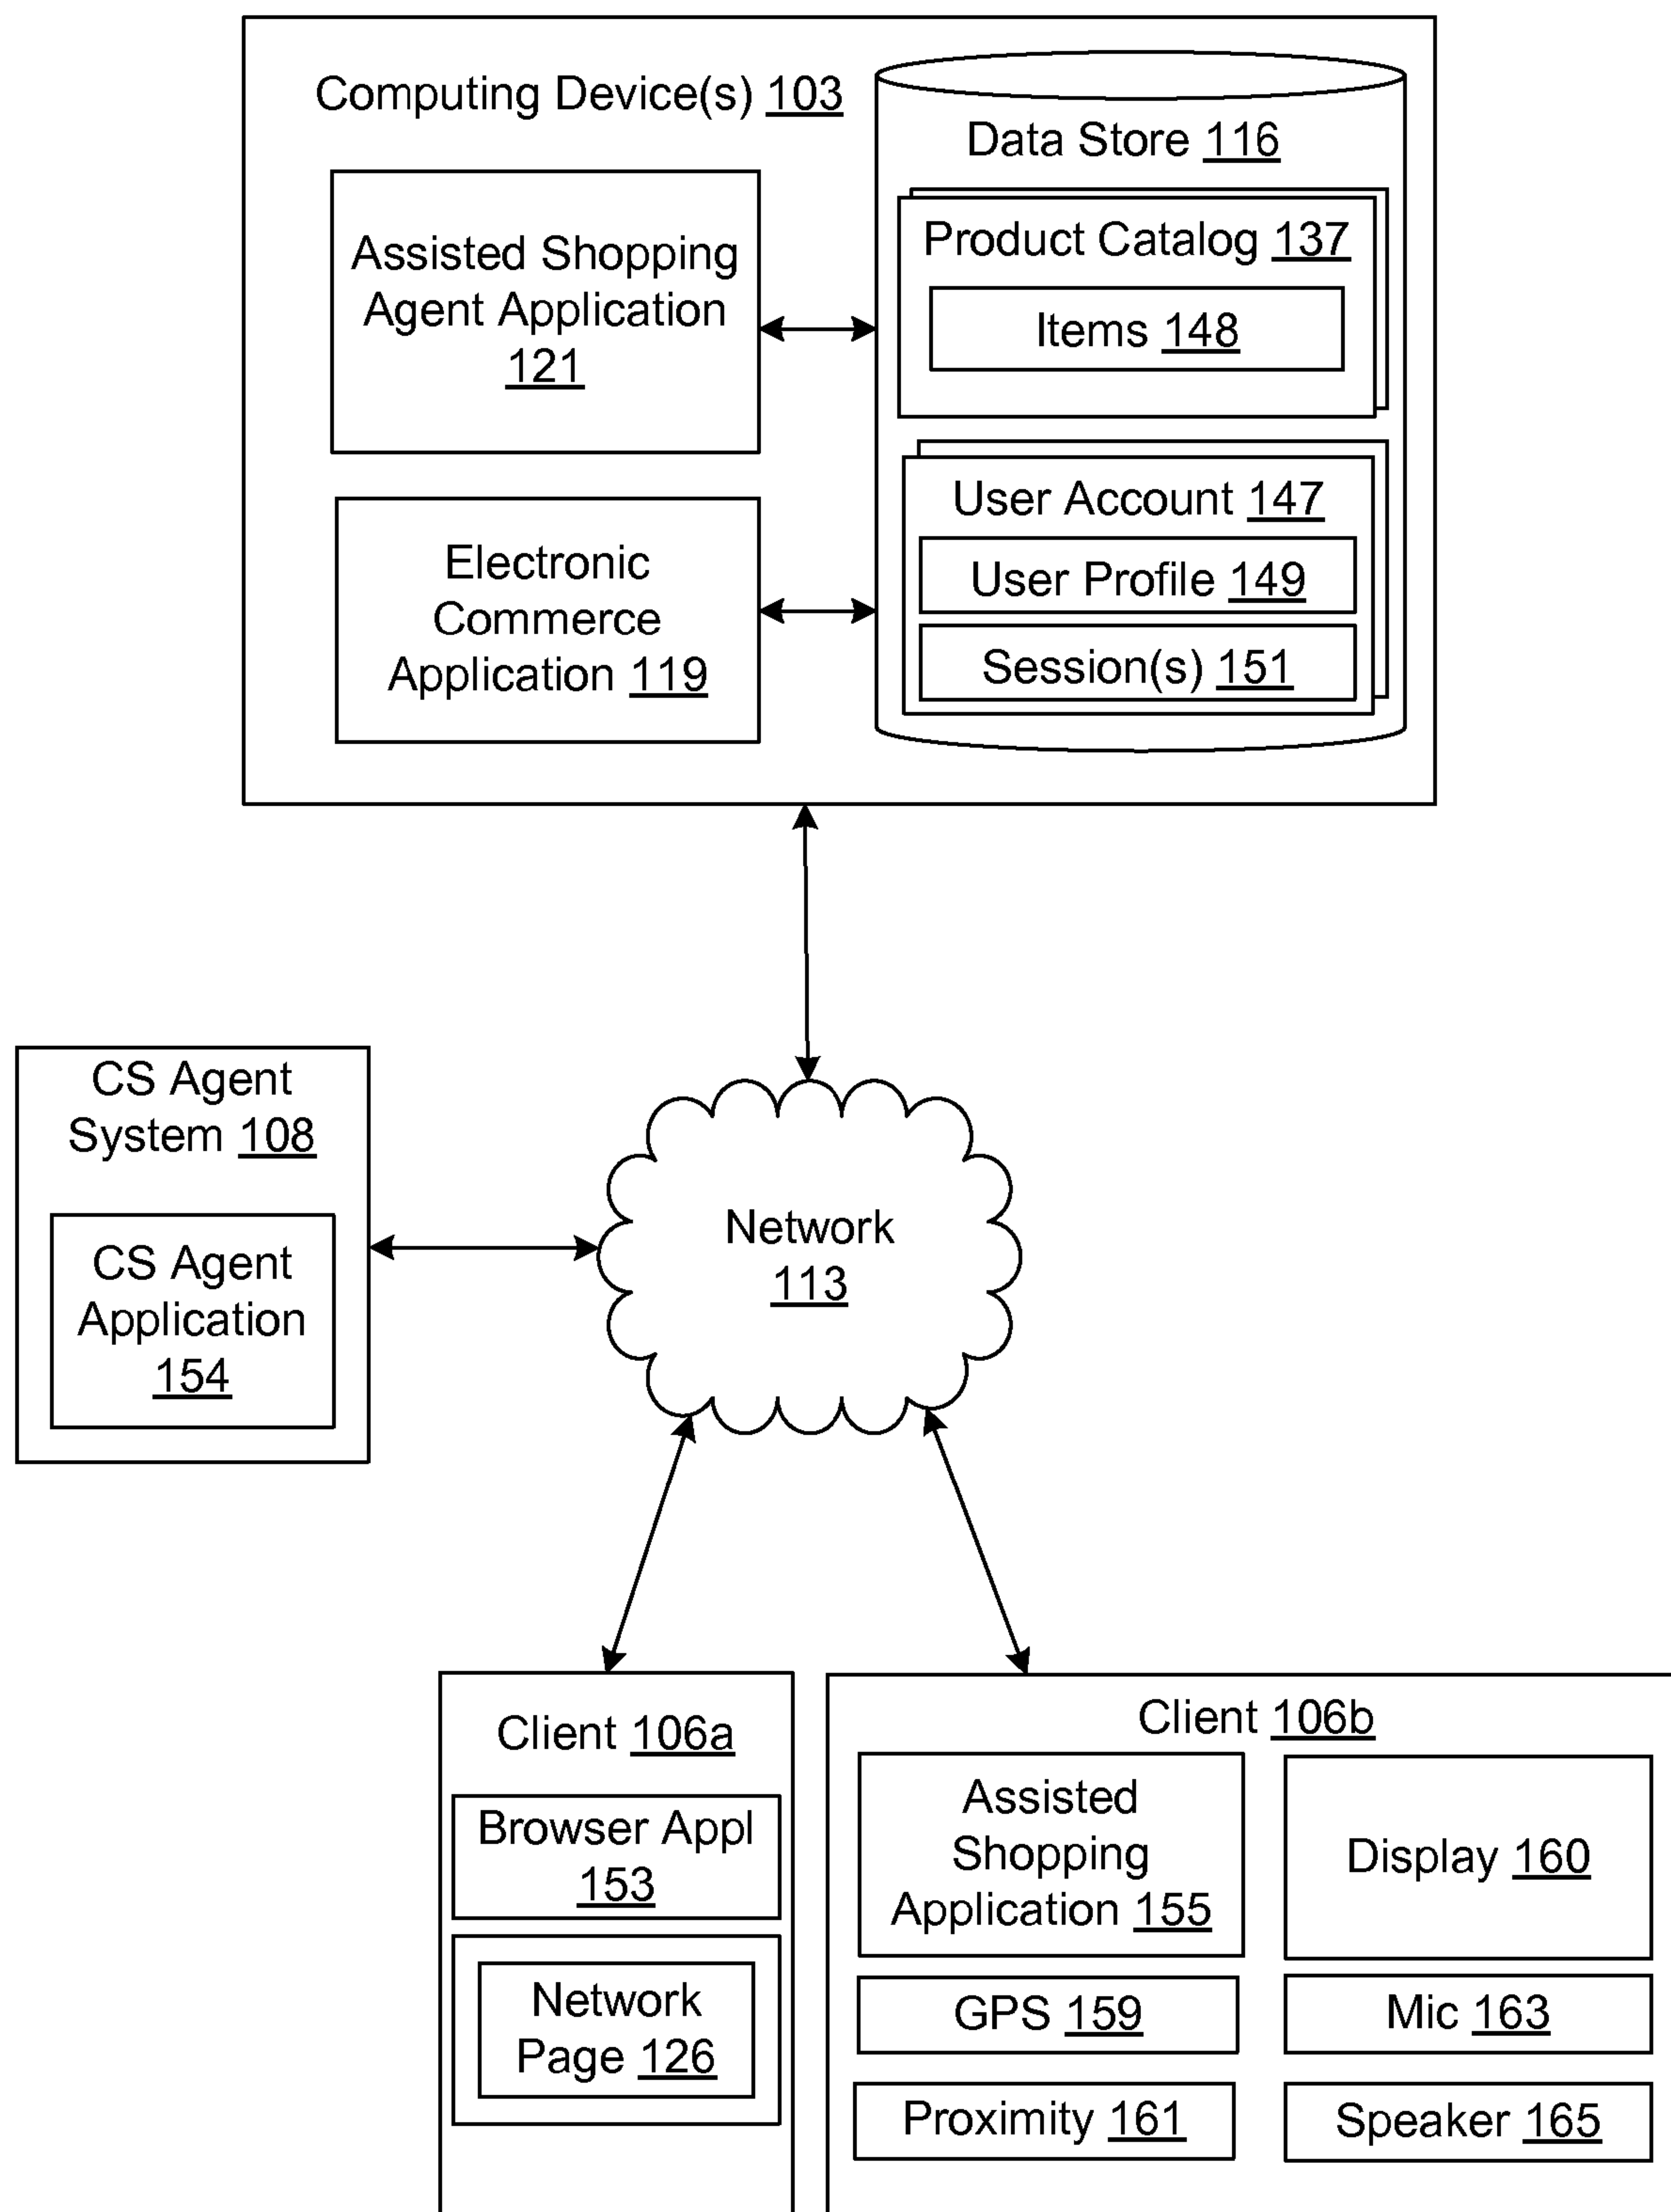 Computing Device(s) 103
Data Store 116
Assisted Shopping
Agent Application
121
Product Catalog 137
Items 148
Electronic
Commerce
Application 119
User Account 147
User Profile 149
Session(s) 151
CS Agent
System 108
CS Agent
Application
154
Network
113
Client 106a
Browser Appl
153
Network
Page 126
Client 106b
Assisted
Shopping
Application 155
Display 160
GPS 159
Mic 163
Proximity 161
Speaker 165